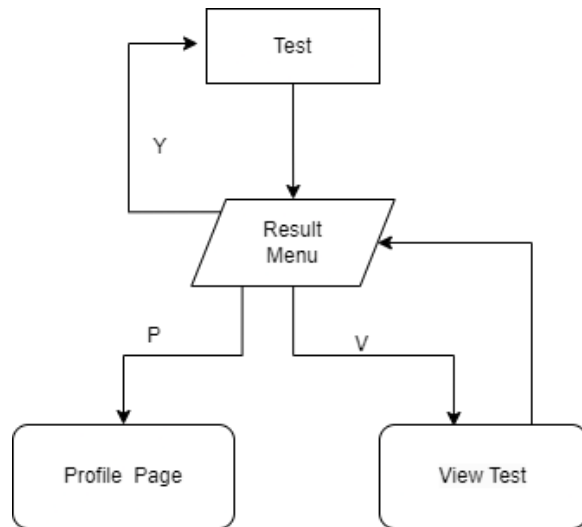 Test
Y
Result
Menu
P
V
Profile Page
View Test